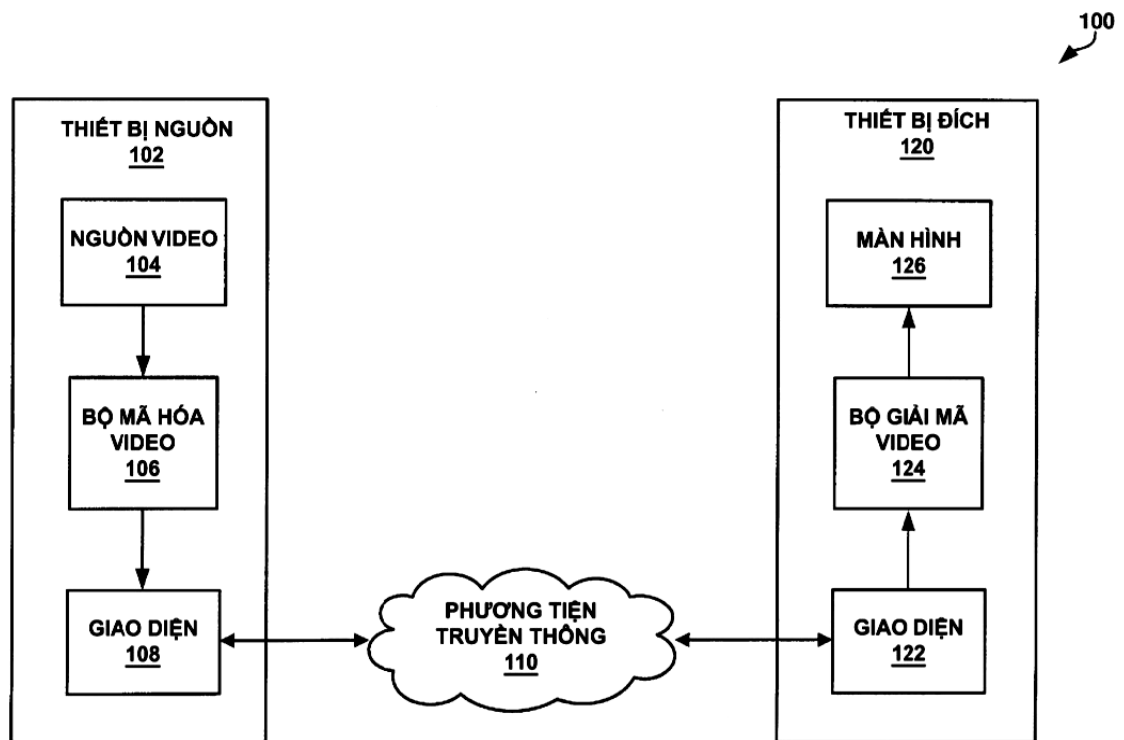 100
THIẾT BỊ NGUỒN
102
NGUỒN VIDEO
104
BỘ MÃ HÓA
VIDEO
106
GIAO DIỆN
108
PHƯƠNG TIỆN
TRUYỀN THÔNG
110
THIẾT BỊ ĐÍCH
120
MÀN HÌNH
126
BỘ GIẢI MÃ
VIDEO
124
GIAO DIỆN
122